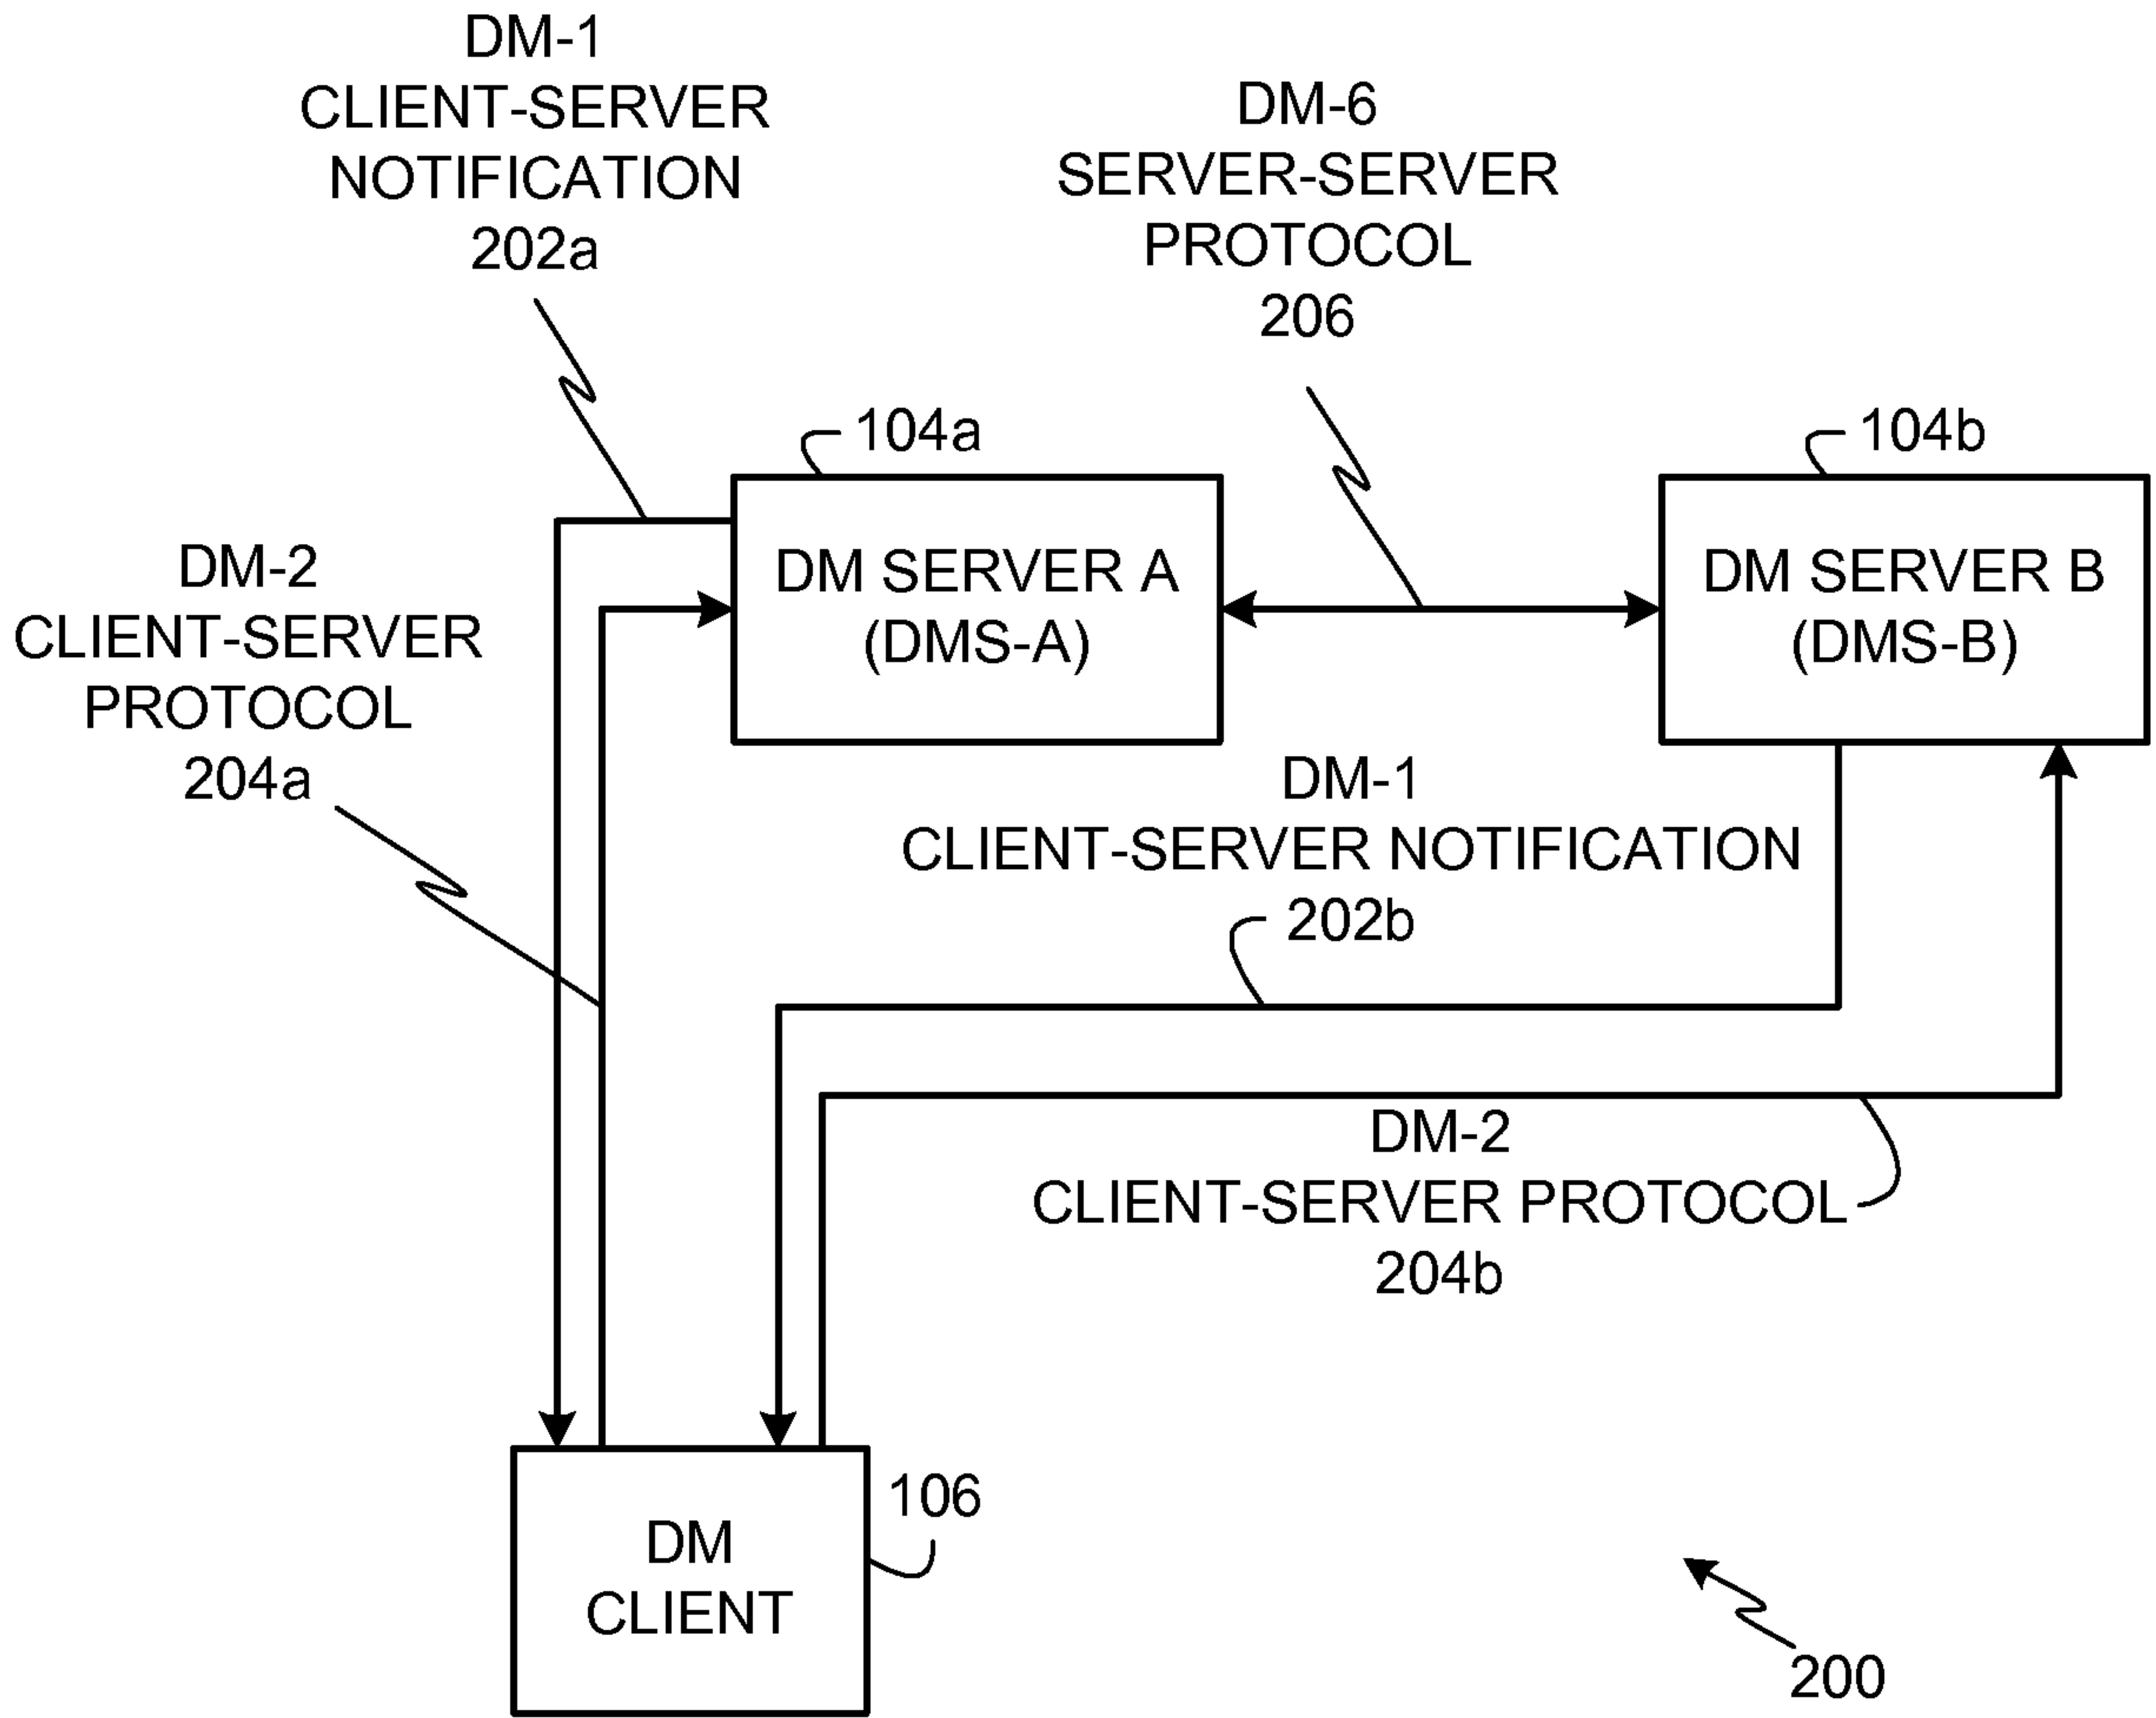 DM-1
CLIENT-SERVER
NOTIFICATION
202a
DM-6
SERVER-SERVER
PROTOCOL
206
104a
104b
DM-2
CLIENT-SERVER
PROTOCOL
204a
DM SERVER A
(DMS-A)
DM SERVER B
(DMS-B)
DM-1
CLIENT-SERVER NOTIFICATION
202b
DM-2
CLIENT-SERVER PROTOCOL
204b
106
DM
CLIENT
200